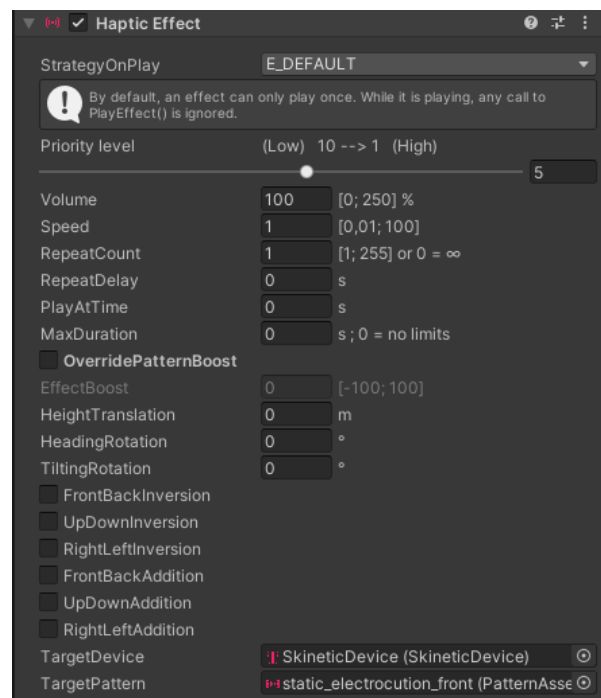 Haptic Effect
StrategyOnPlay E_DEFAULT
By default, an effect can only play once. While it is playing, any call to
PlayEffect() is ignored.
Priority level (Low) 10 --> 1 (High)
5
Volume 100 [0; 250] %
Speed 1 [0,01; 100]
RepeatCount 1 [1; 255] or 0 = ∞
RepeatDelay 0 s
PlayAtTime 0 s
MaxDuration 0 s ; 0 = no limits
OverridePatternBoost
EffectBoost 0 [-100; 100]
HeightTranslation 0 m
HeadingRotation 0 °
TiltingRotation 0 °
FrontBackInversion
UpDownInversion
RightLeftInversion
FrontBackAddition
UpDownAddition
RightLeftAddition
TargetDevice SkineticDevice (SkineticDevice)
TargetPattern static_electrocution_front (PatternAsse